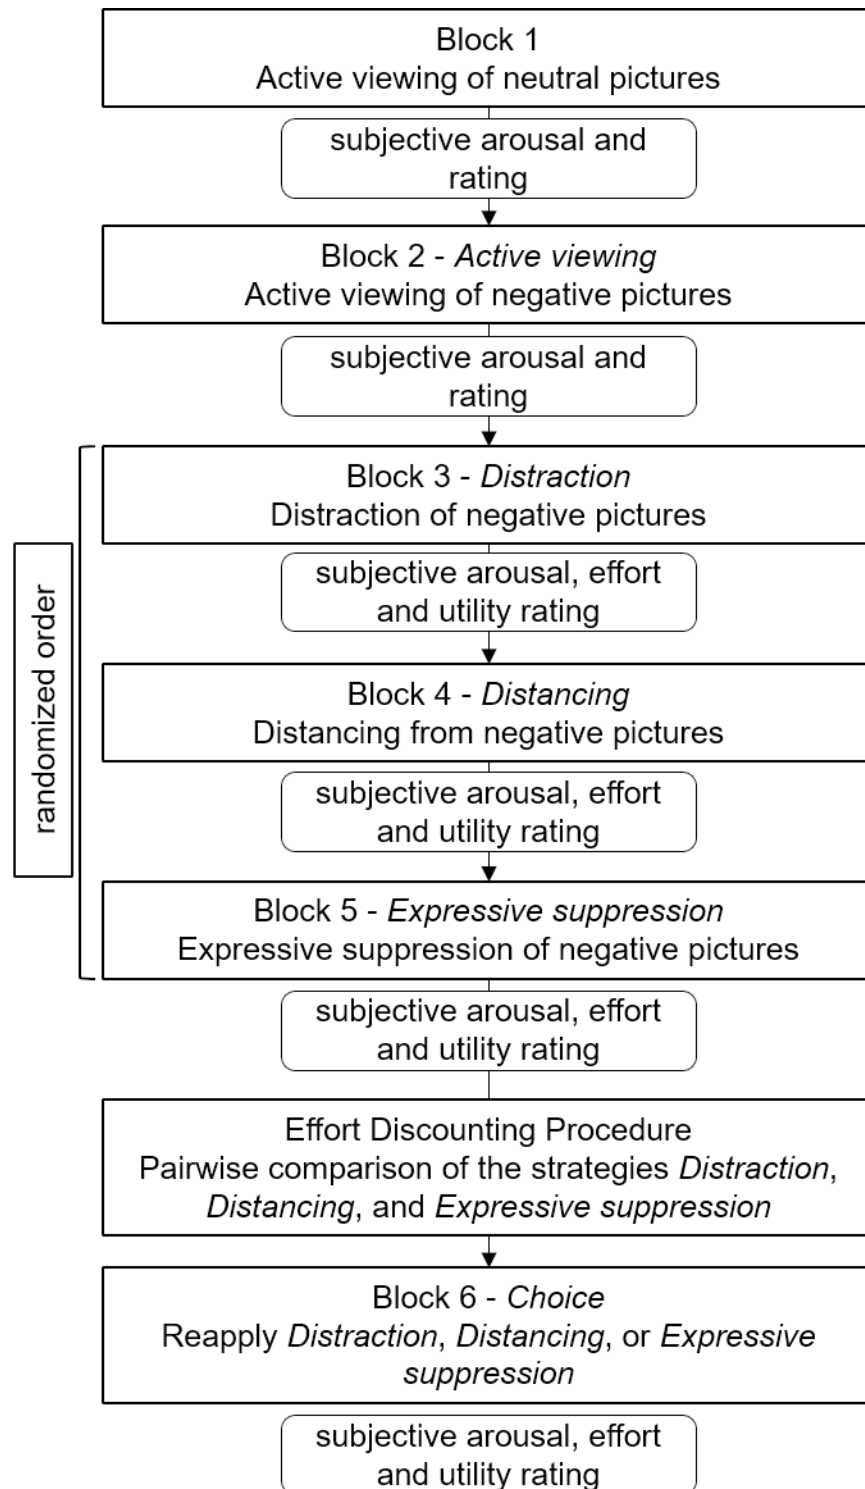 Block 1
Active viewing of neutral pictures
subjective arousal and
rating
Block 2 - Active viewing
Active viewing of negative pictures
subjective arousal and
rating
randomized order
Block 3 - Distraction
Distraction of negative pictures
subjective arousal, effort
and utility rating
Block 4 - Distancing
Distancing from negative pictures
subjective arousal, effort
and utility rating
Block 5 - Expressive suppression
Expressive suppression of negative pictures
subjective arousal, effort
and utility rating
Effort Discounting Procedure
Pairwise comparison of the strategies Distraction,
Distancing, and Expressive suppression
Block 6 - Choice
Reapply Distraction, Distancing, or Expressive
suppression
subjective arousal, effort
and utility rating